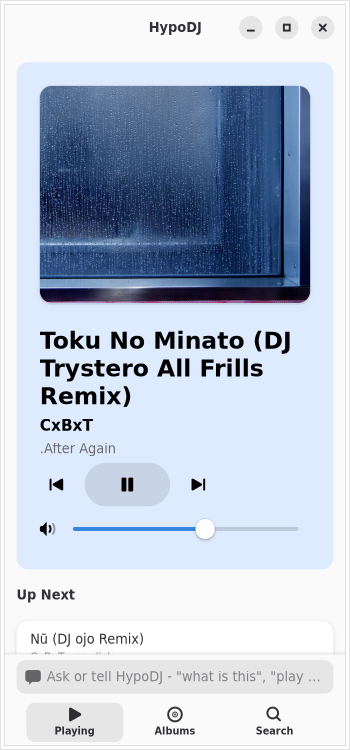 HypoDJ
Toku No Minato (DJ
Trystero All Frills
Remix)
CxBxT
.After Again
Up Next
Nū (DJ ojo Remix)
Ask or tell HypoDJ - "what is this", "play ...
Playing
Albums
Search